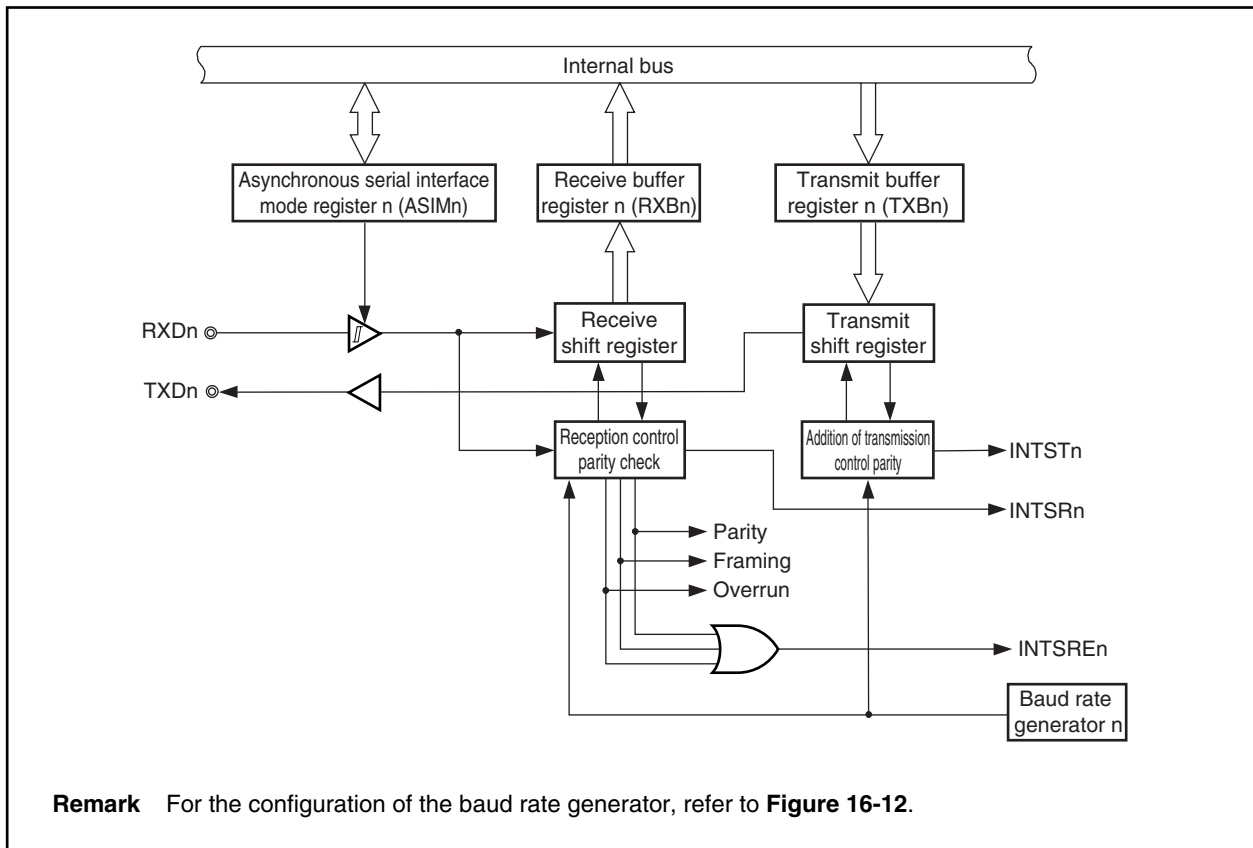 Internal bus
Asynchronous serial interface
mode register n (ASIMn)
Receive buffer
register n (RXBn)
Transmit buffer
register n (TXBn)
RXDn
Receive
shift register
Transmit
shift register
TXDn
Reception control
parity check
Addition of transmission
control parity
INTSTn
INTSRn
Parity
Framing
Overrun
INTSREn
Baud rate
generator n
Remark For the configuration of the baud rate generator, refer to Figure 16-12.